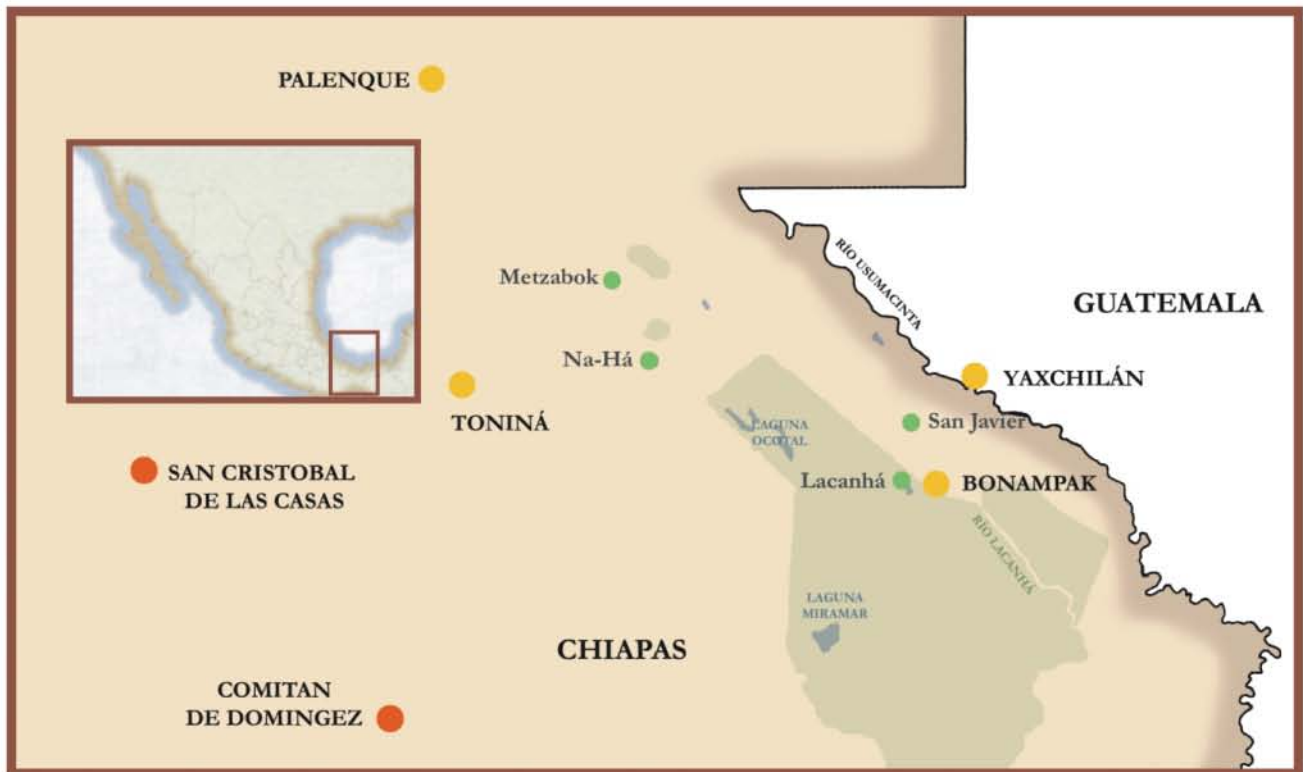 PALENQUE
RÍO USUMACINTA
Metzabok
GUATEMALA
Na-Há
YAXCHILÁN
TONINÁ
San Javier
LAGUNA
OCOTAL
SAN CRISTOBAL
DE LAS CASAS
Lacanhá
BONAMPAK
RÍO LACANHÁ
LAGUNA
MIRAMAR
CHIAPAS
COMITAN
DE DOMINGEZ